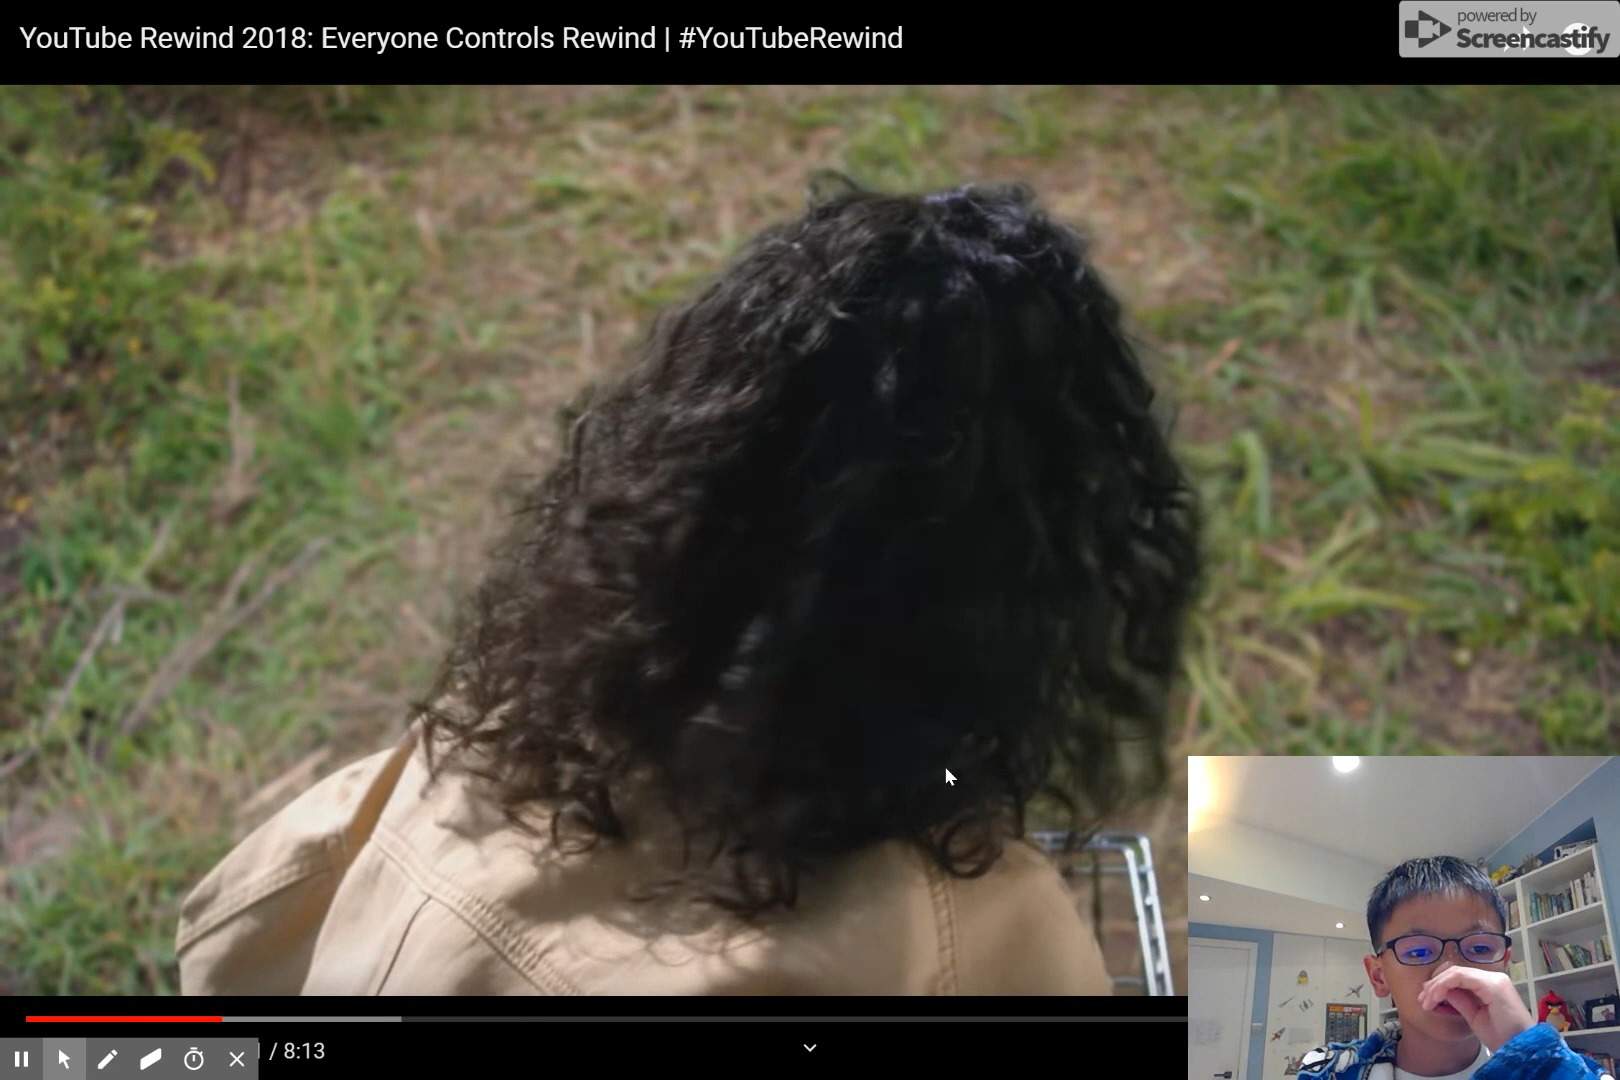 YouTube Rewind 2018: Everyone Controls Rewind | #YouTubeRewind
powered by
Screencastify
/ 8:13